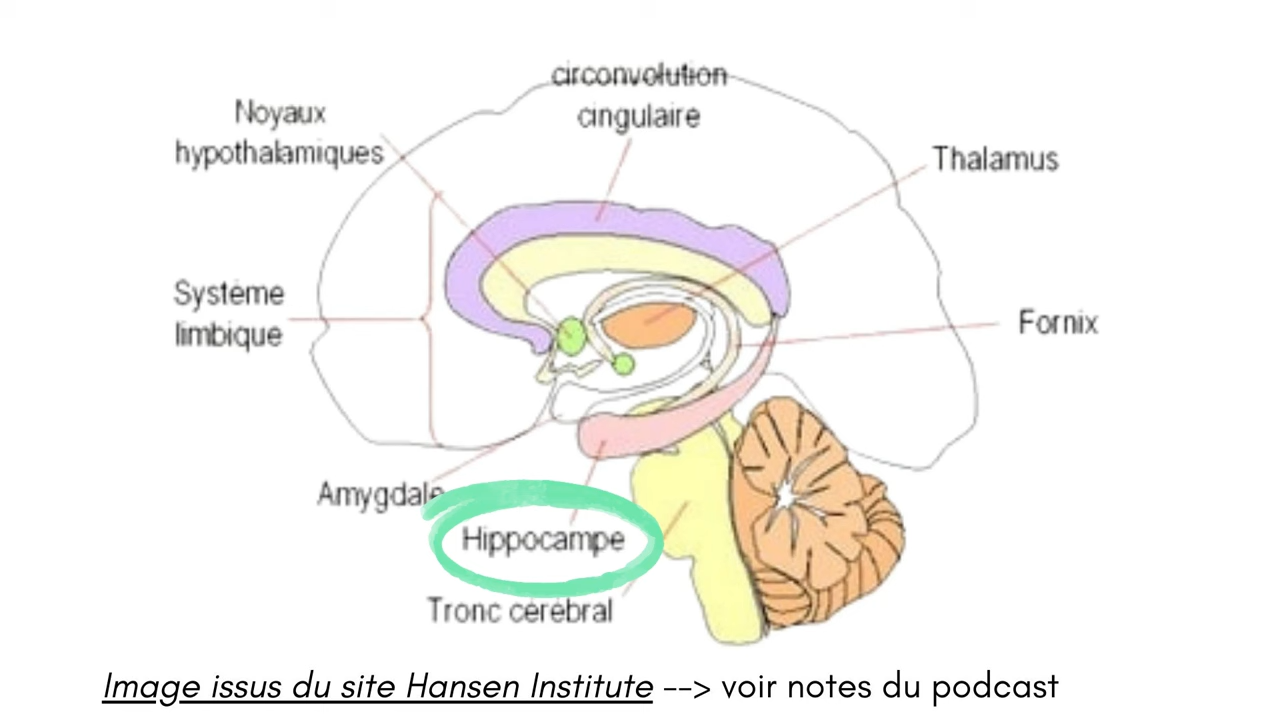 circonvolution
cingulaire
Noyaux
hypothalamiques
Thalamus
Système
limbique
Fornix
Amygdale
Hippocampe
Tronc cérébral
Image issus du site Hansen Institute --> voir notes du podcast